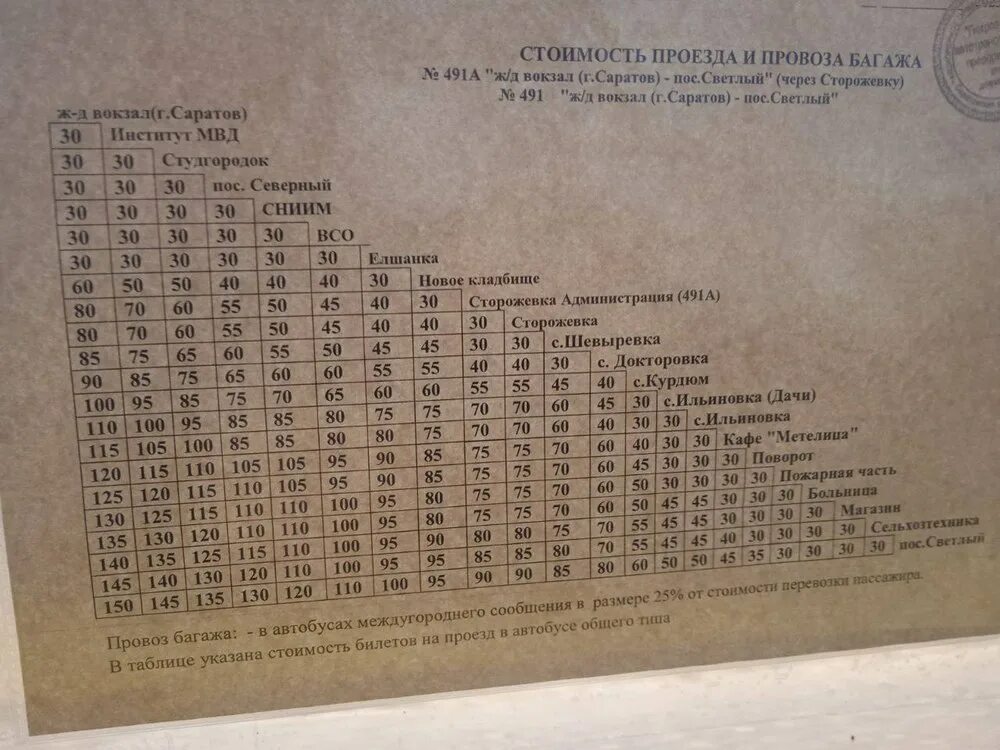 СТОИМОСТЬ ПРОЕЗДА И ПРОВОЗА БАГАЖА
№ 491А "ж/д вокзал (г.Саратов) - пос.Светлый" (через Сторожевку)
№ 491 "ж/д вокзал (г.Саратов) - пос.Светлый"
ж-д вокзал(г.Саратов)
30 Институт МВД
30 30 Студгородок
30 30 30 пос. Северный
30 30 30 30 СНИИМ
30 30 30 30 30 ВСО
30 30 30 30 30 30 Елшанка
60 50 50 40 40 40 30 Новое кладбище
80 70 60 55 50 45 40 30 Сторожевка Администрация (491А)
80 70 60 55 50 45 40 40 30 Сторожевка
85 75 65 60 55 50 45 45 30 30 с.Шевыревка
90 85 75 65 60 60 55 55 40 40 30 с. Докторовка
100 95 85 75 70 65 60 60 55 55 45 40 с.Курдюм
110 100 95 85 85 80 75 75 70 70 60 45 30 с.Ильиновка (Дачи)
115 105 100 85 85 80 80 75 70 70 60 40 30 30 с.Ильиновка
120 115 110 105 105 95 90 85 75 75 70 60 40 30 30 Кафе "Метелица"
125 120 115 110 105 95 90 85 75 75 70 60 45 30 30 30 Поворот
130 125 115 110 110 100 95 80 75 75 70 60 50 30 30 30 30 Пожарная часть
135 130 120 110 110 100 95 80 75 75 70 60 50 45 45 30 30 30 Больница
140 135 125 115 110 100 95 90 80 80 75 70 55 45 45 30 30 30 30 Магазин
145 140 130 120 110 100 95 95 85 85 80 70 55 45 45 40 30 30 30 30 Сельхозтехника
150 145 135 130 120 110 100 95 90 90 85 80 60 50 50 45 35 30 30 30 30 пос.Светлый
Провоз багажа: - в автобусах междугороднего сообщения в размере 25% от стоимости перевозки пассажира.
В таблице указана стоимость билетов на проезд в автобусе общего типа